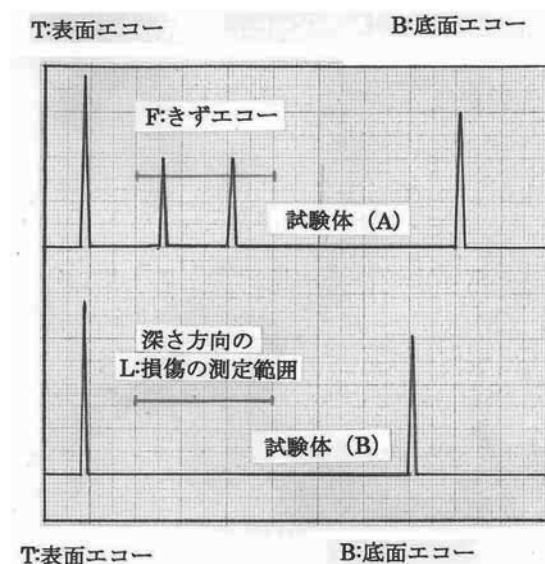 T:表面エコー
B:底面エコー
F:きずエコー
試験体（A）
深さ方向の
L:損傷の測定範囲
試験体（B）
T:表面エコー
B:底面エコー